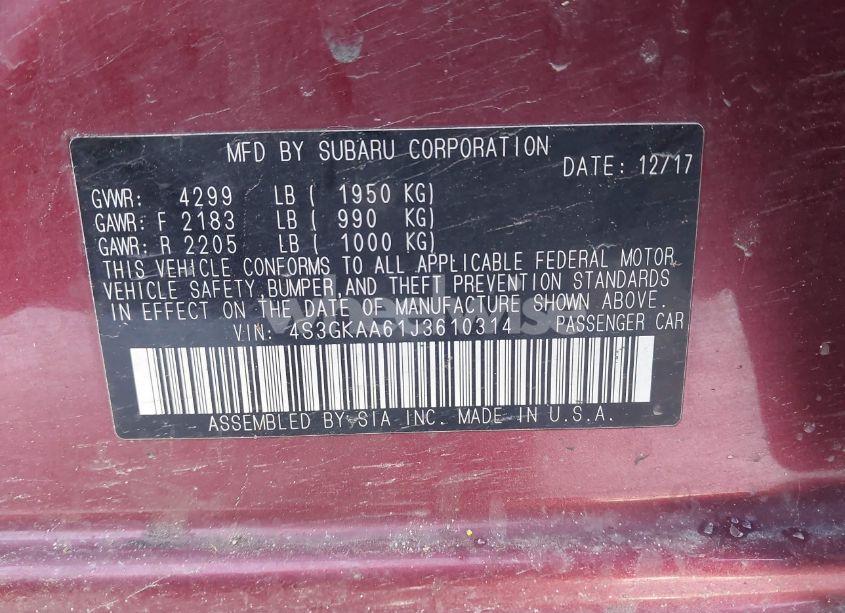 MFD BY SUBARU CORPORATION
DATE: 12/17
GVWR: 4299 LB ( 1950 KG)
GAWR: F 2183 LB ( 990 KG)
GAWR: R 2205 LB ( 1000 KG)
THIS VEHICLE CONFORMS TO ALL APPLICABLE FEDERAL MOTOR
VEHICLE SAFETY, BUMPER, AND THEFT PREVENTION STANDARDS
IN EFFECT ON THE DATE OF MANUFACTURE SHOWN ABOVE.
VIN: 4S3GKAA61J3610314 PASSENGER CAR
ASSEMBLED BY SIA INC. MADE IN U.S.A.